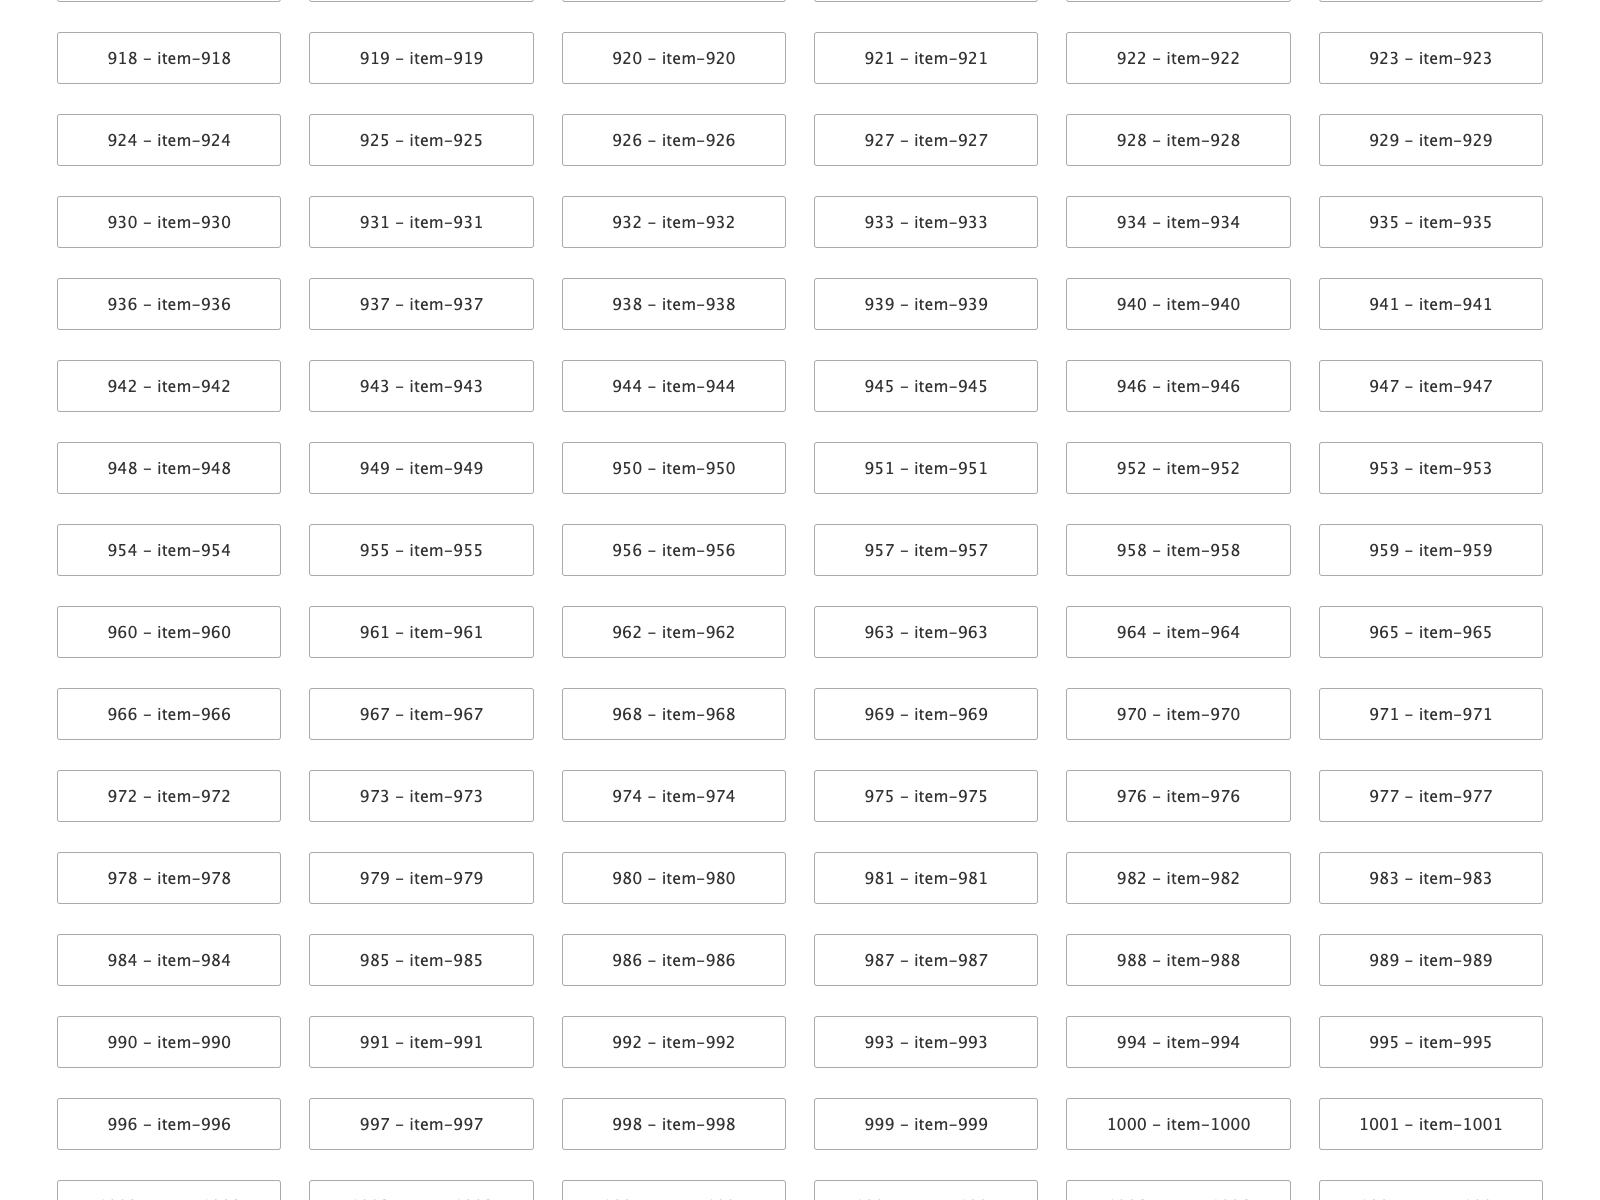 918 – item-918 919 – item-919 920 – item-920 921 – item-921 922 – item-922 923 – item-923
924 – item-924 925 – item-925 926 – item-926 927 – item-927 928 – item-928 929 – item-929
930 – item-930 931 – item-931 932 – item-932 933 – item-933 934 – item-934 935 – item-935
936 – item-936 937 – item-937 938 – item-938 939 – item-939 940 – item-940 941 – item-941
942 – item-942 943 – item-943 944 – item-944 945 – item-945 946 – item-946 947 – item-947
948 – item-948 949 – item-949 950 – item-950 951 – item-951 952 – item-952 953 – item-953
954 – item-954 955 – item-955 956 – item-956 957 – item-957 958 – item-958 959 – item-959
960 – item-960 961 – item-961 962 – item-962 963 – item-963 964 – item-964 965 – item-965
966 – item-966 967 – item-967 968 – item-968 969 – item-969 970 – item-970 971 – item-971
972 – item-972 973 – item-973 974 – item-974 975 – item-975 976 – item-976 977 – item-977
978 – item-978 979 – item-979 980 – item-980 981 – item-981 982 – item-982 983 – item-983
984 – item-984 985 – item-985 986 – item-986 987 – item-987 988 – item-988 989 – item-989
990 – item-990 991 – item-991 992 – item-992 993 – item-993 994 – item-994 995 – item-995
996 – item-996 997 – item-997 998 – item-998 999 – item-999 1000 – item-1000 1001 – item-1001